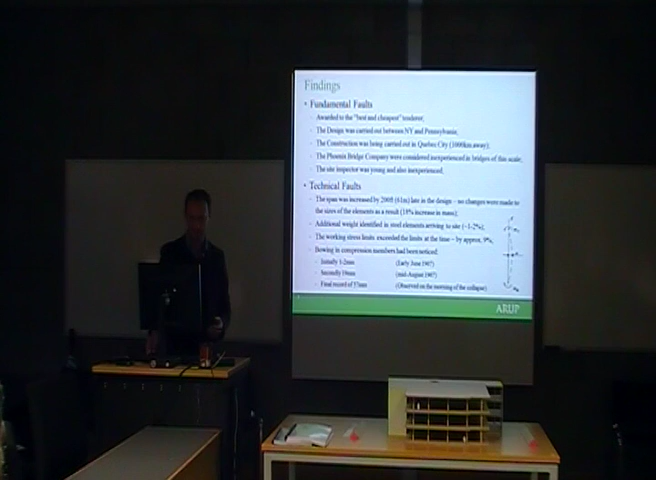 Findings
• Fundamental Faults
- Awarded to the "best and cheapest" tenderer;
- The Design was carried out between NY and Pennsylvania;
- The Construction was being carried out in Quebec City (1000km away);
- The Phoenix Bridge Company were considered inexperienced in bridges of this scale;
- The site inspector was young and also inexperienced;
• Technical Faults
- The span was increased by 200ft (61m) late in the design – no changes were made to
the sizes of the elements as a result (18% increase in mass);
- Additional weight identified in steel elements arriving to site (~1-2%);
- The working stress limits exceeded the limits at the time – by approx. 9%;
- Bowing in compression members had been noticed:
- Initially 1-2mm (Early June 1907)
- Secondly 19mm (mid-August 1907)
- Final record of 57mm (Observed on the morning of the collapse)
ARUP